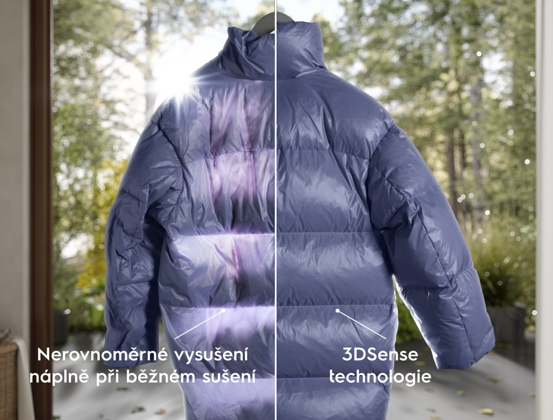 Nerovnoměrné vysušení
náplně při běžném sušení
3DSense
technologie